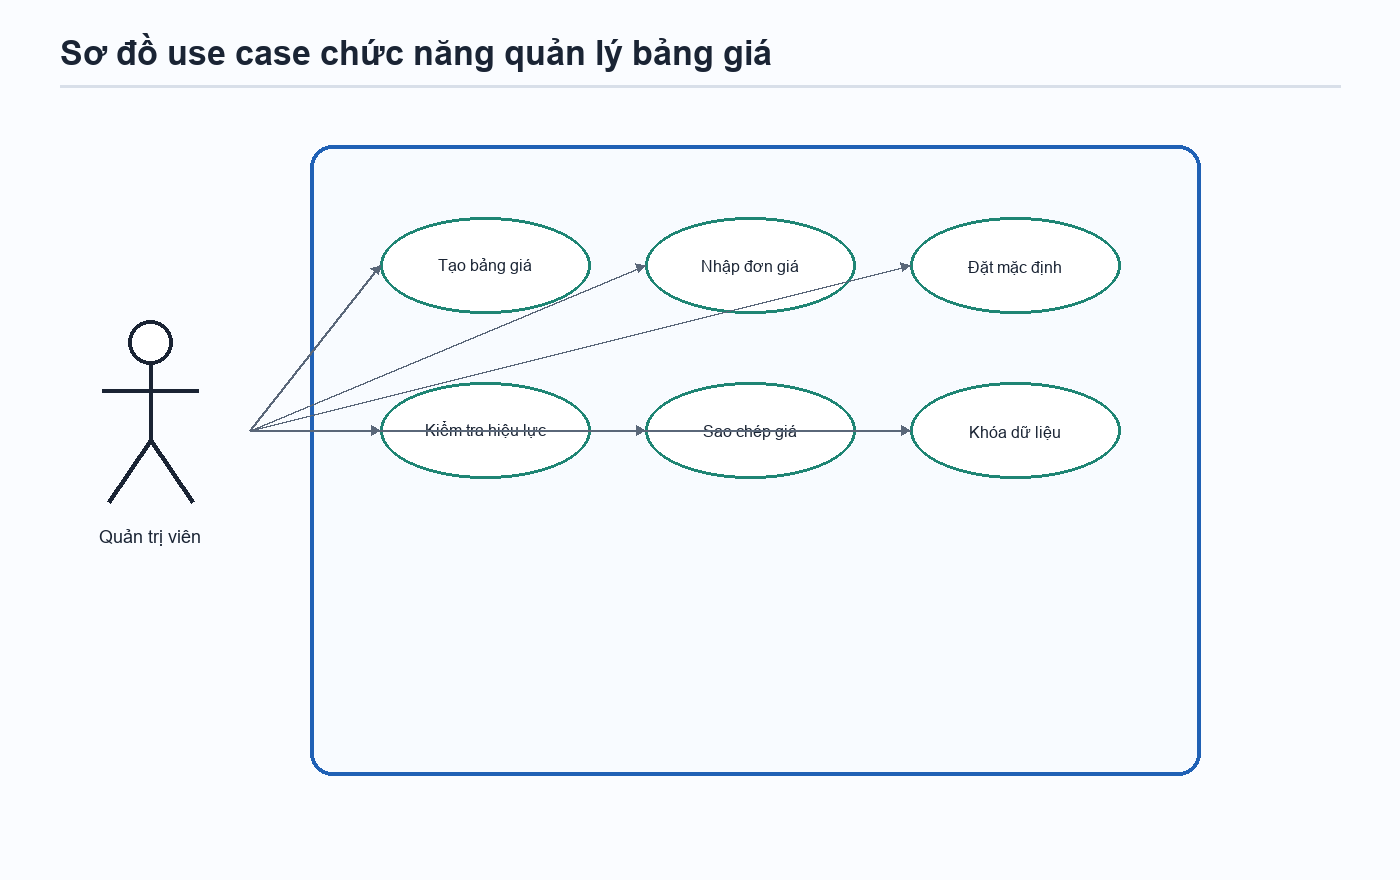 Sơ đồ use case chức năng quản lý bảng giá
Tạo bảng giá
Nhập đơn giá
Đặt mặc định
Kiểm tra hiệu lực
Sao chép giá
Khóa dữ liệu
Quản trị viên